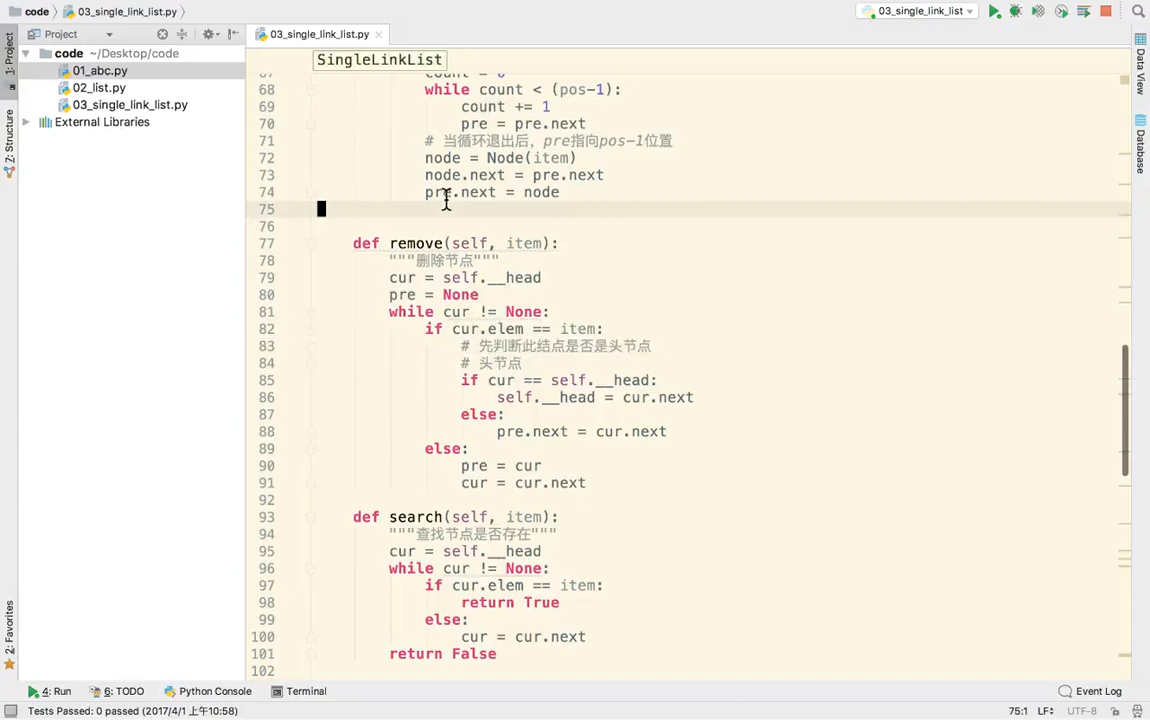 code 03_single_link_list.py 03_single_link_list
Project 03_single_link_list.py
1: Project
7: Structure
2: Favorites
Data View
Database
code ~/Desktop/code
01_abc.py
02_list.py
03_single_link_list.py
External Libraries
SingleLinkList
67 count = 0
68 while count < (pos-1):
69 count += 1
70 pre = pre.next
71 # 当循环退出后，pre指向pos-1位置
72 node = Node(item)
73 node.next = pre.next
74 pre.next = node
75
76
77 def remove(self, item):
78 """删除节点"""
79 cur = self.__head
80 pre = None
81 while cur != None:
82 if cur.elem == item:
83 # 先判断此结点是否是头节点
84 # 头节点
85 if cur == self.__head:
86 self.__head = cur.next
87 else:
88 pre.next = cur.next
89 else:
90 pre = cur
91 cur = cur.next
92
93 def search(self, item):
94 """查找节点是否存在"""
95 cur = self.__head
96 while cur != None:
97 if cur.elem == item:
98 return True
99 else:
100 cur = cur.next
101 return False
102
4: Run 6: TODO Python Console Terminal Event Log
Tests Passed: 0 passed (2017/4/1 上午10:58) 75:1 LF÷ UTF-8